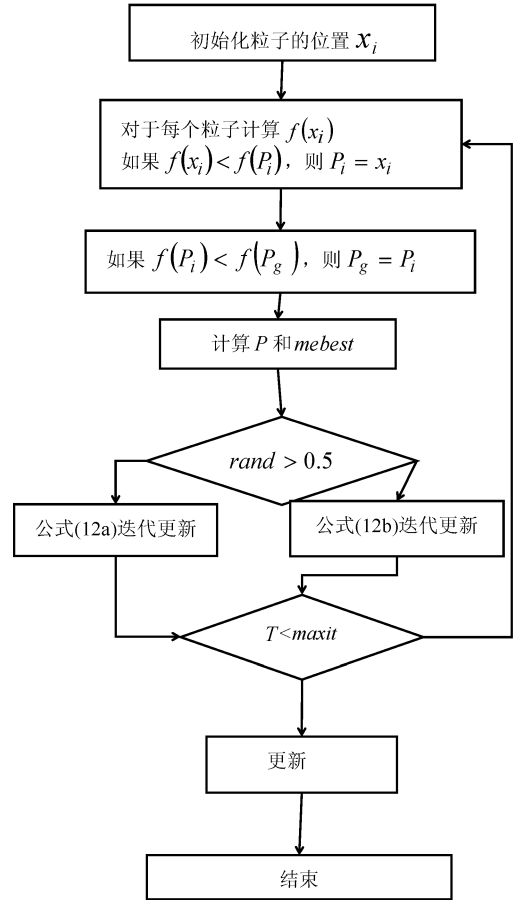 初始化粒子的位置 x_i
对于每个粒子计算 f(x_i)
如果 f(x_i) < f(P_i)，则 P_i = x_i
如果 f(P_i) < f(P_g)，则 P_g = P_i
计算 P 和 mebest
rand > 0.5
公式(12a)迭代更新
公式(12b)迭代更新
T<maxit
更新
结束